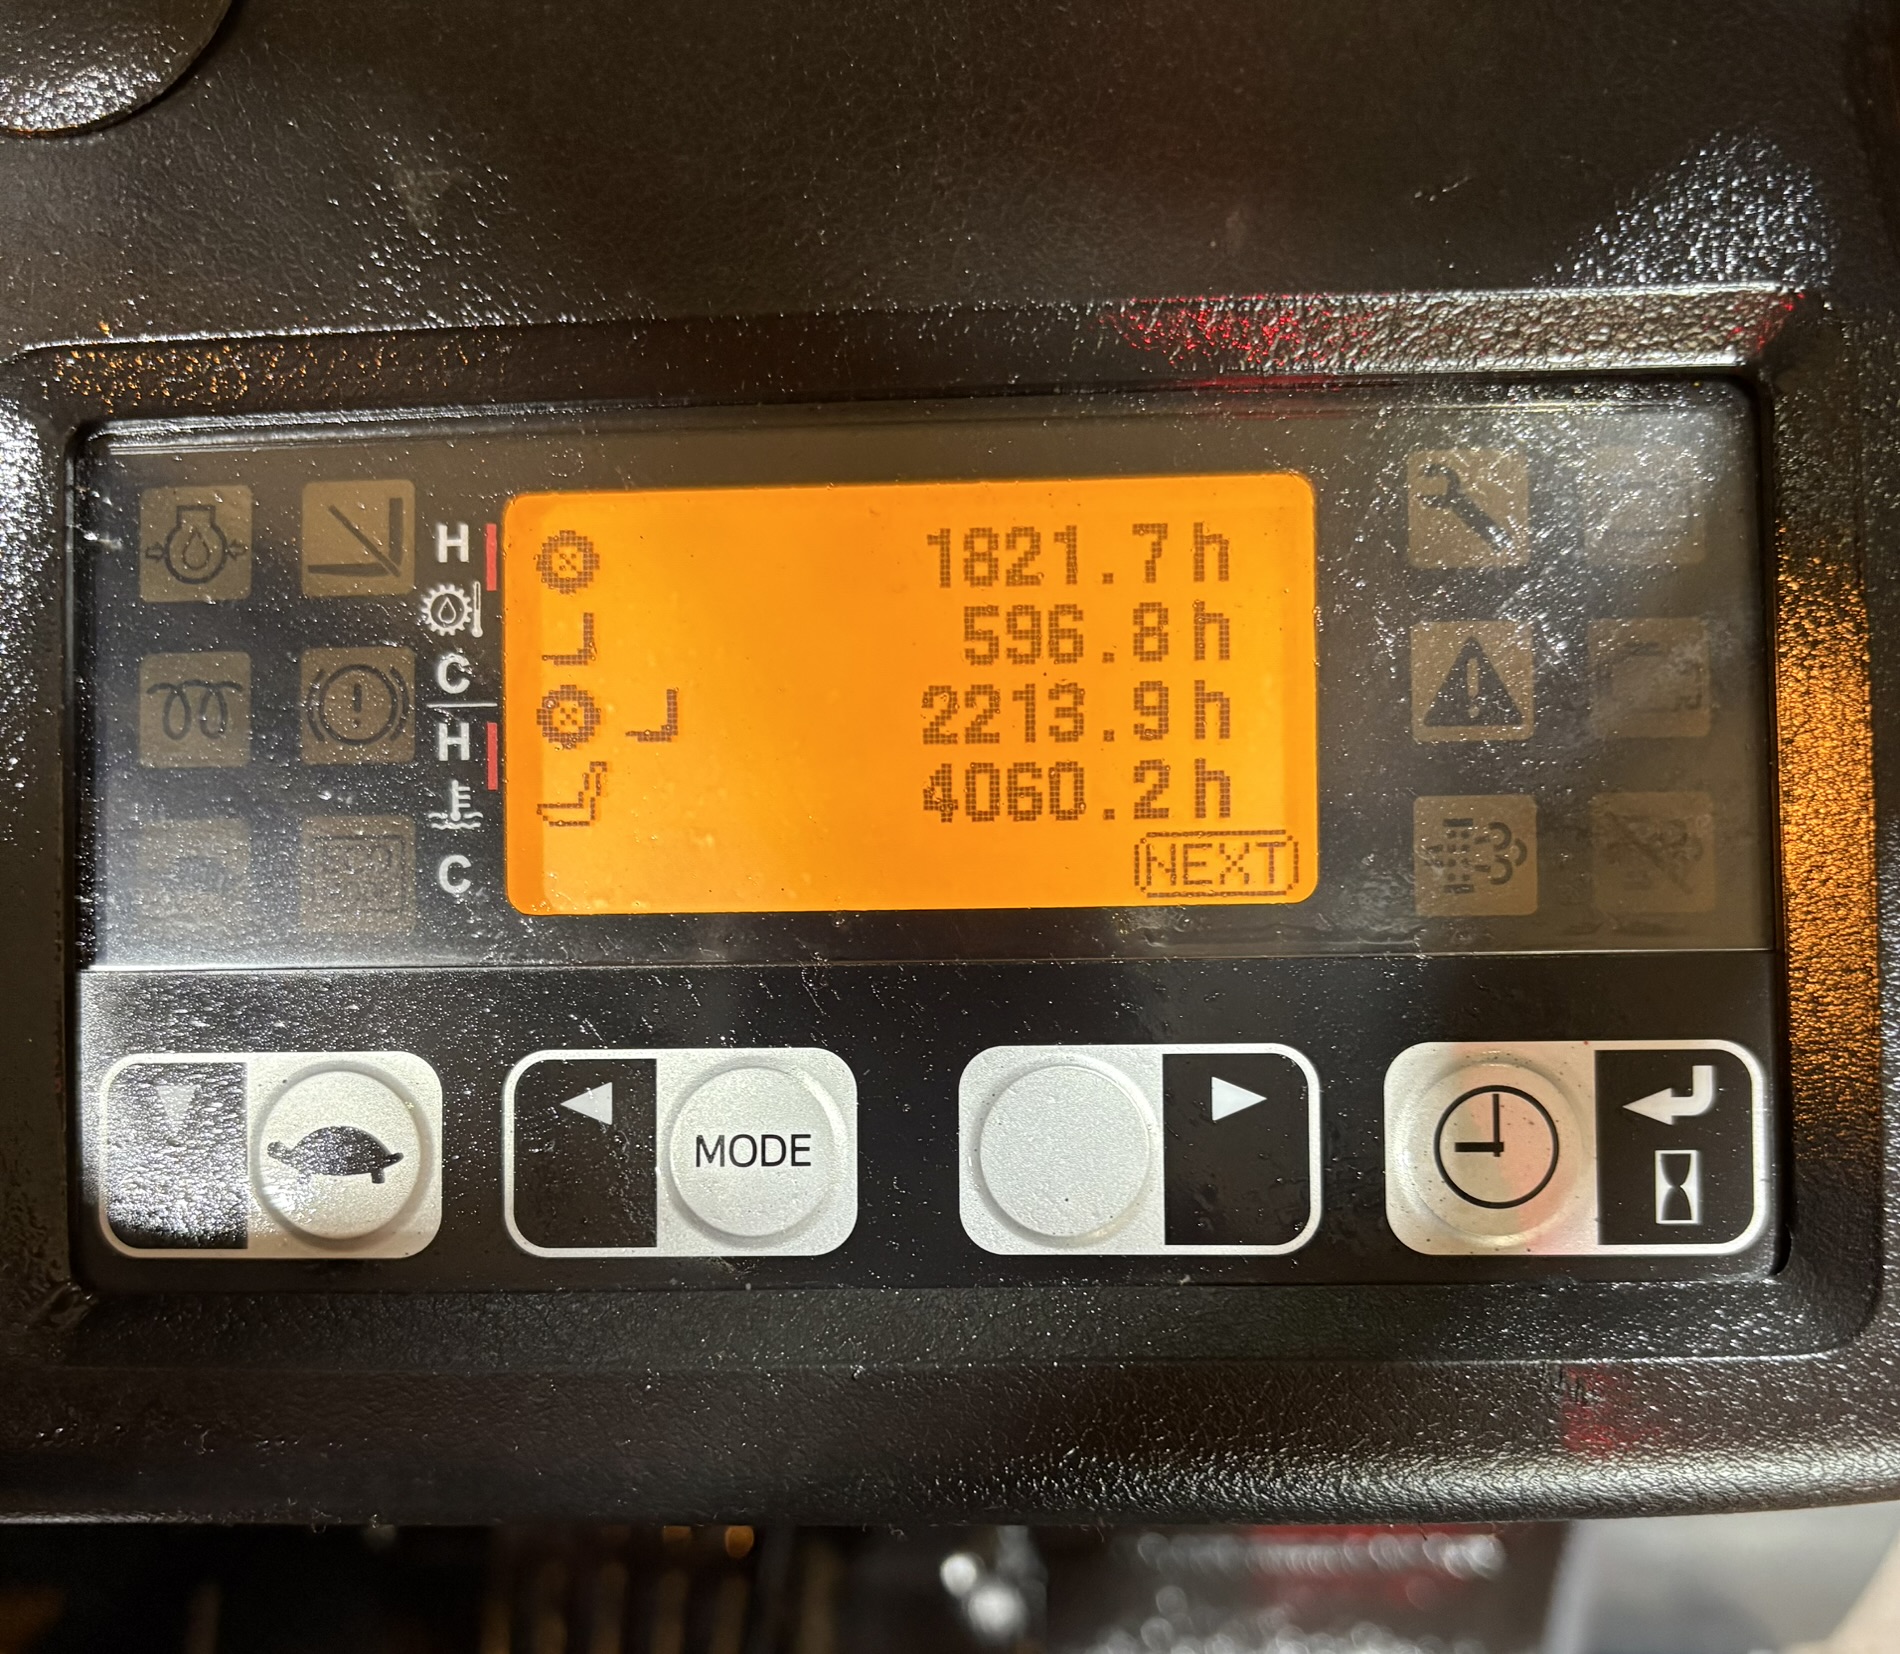 H
C
H
C
1821.7h
596.8h
2213.9h
4060.2h
NEXT
MODE